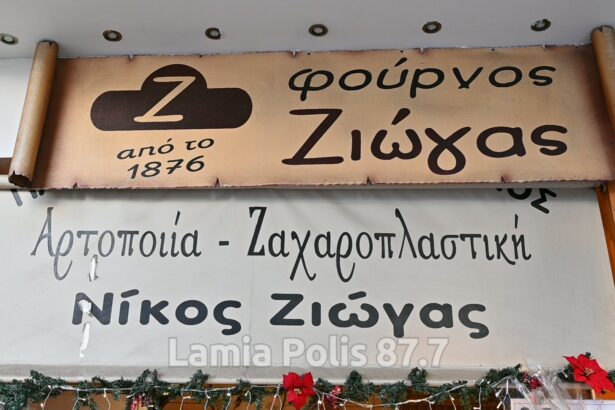 Ζ
από το
1876
φούρνος
Ζιώγας
Αρτοποιία - Ζαχαροπλαστική
Νίκος Ζιώγας
Lamia Polis 87.7